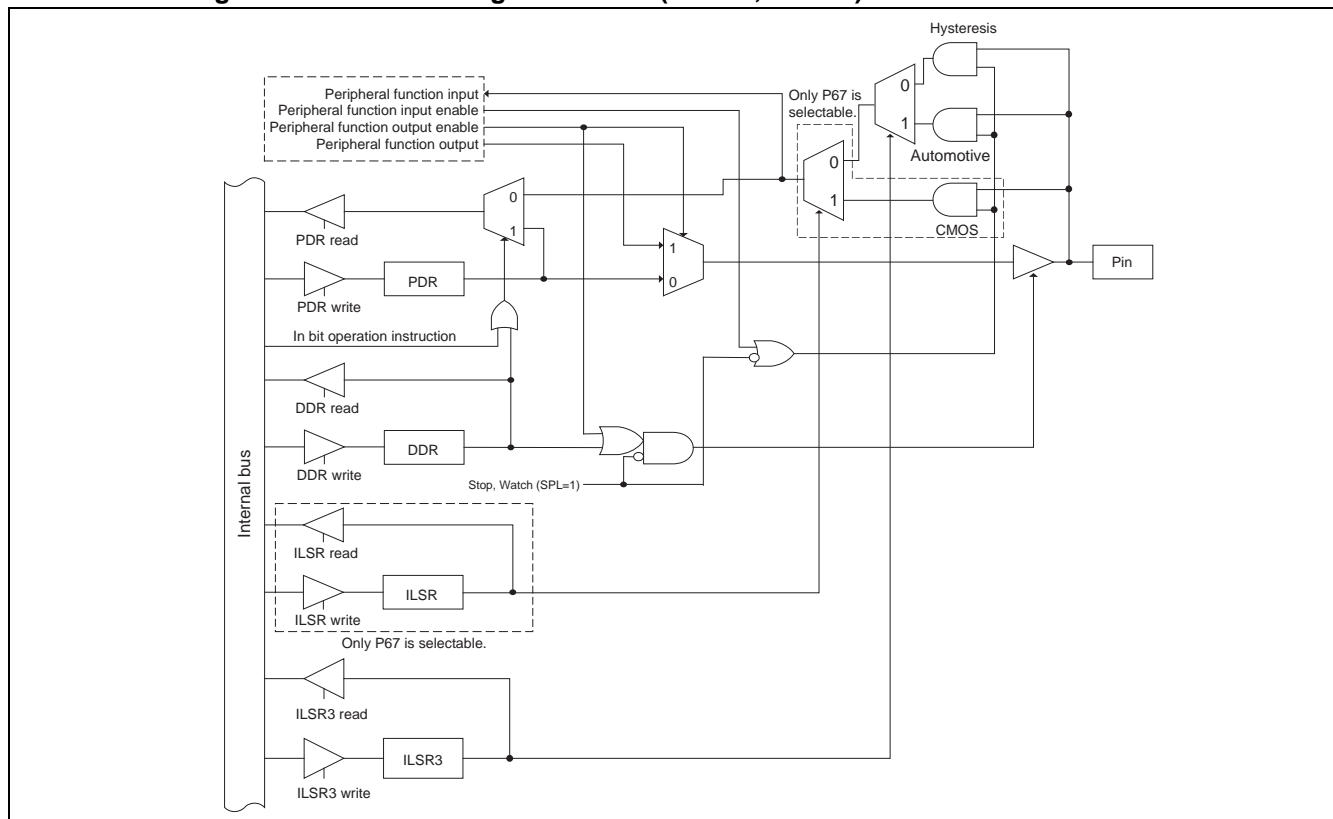 Hysteresis
0
1
Automotive
Only P67 is
selectable.
0
1
CMOS
Peripheral function input
Peripheral function input enable
Peripheral function output enable
Peripheral function output
0
1
PDR read
1
0
Pin
PDR
PDR write
In bit operation instruction
DDR read
DDR
DDR write
Stop, Watch (SPL=1)
Internal bus
ILSR read
ILSR
ILSR write
Only P67 is selectable.
ILSR3 read
ILSR3
ILSR3 write